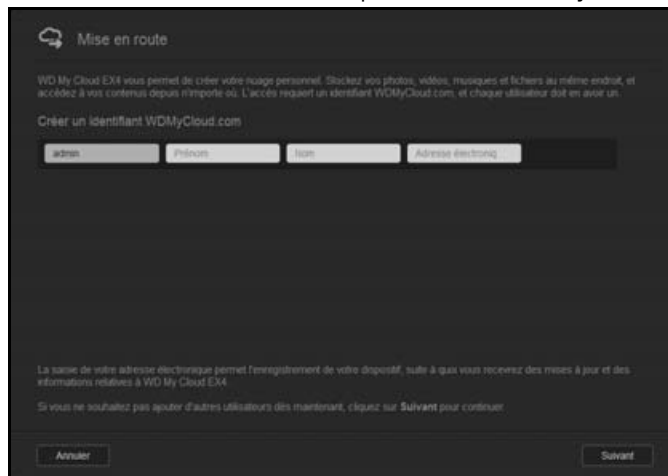 Mise en route
WD My Cloud EX4 vous permet de créer votre nuage personnel. Stockez vos photos, vidéos, musiques et fichiers au même endroit, et
accédez à vos contenus depuis n'importe où. L'accès requiert un identifiant WDMyCloud.com, et chaque utilisateur doit en avoir un.
Créer un identifiant WDMyCloud.com
admin Prénom Nom Adresse électroniq
La saisie de votre adresse électronique permet l'enregistrement de votre dispositif, suite à quoi vous recevrez des mises à jour et des
informations relatives à WD My Cloud EX4.
Si vous ne souhaitez pas ajouter d'autres utilisateurs dès maintenant, cliquez sur Suivant pour continuer.
Annuler Suivant